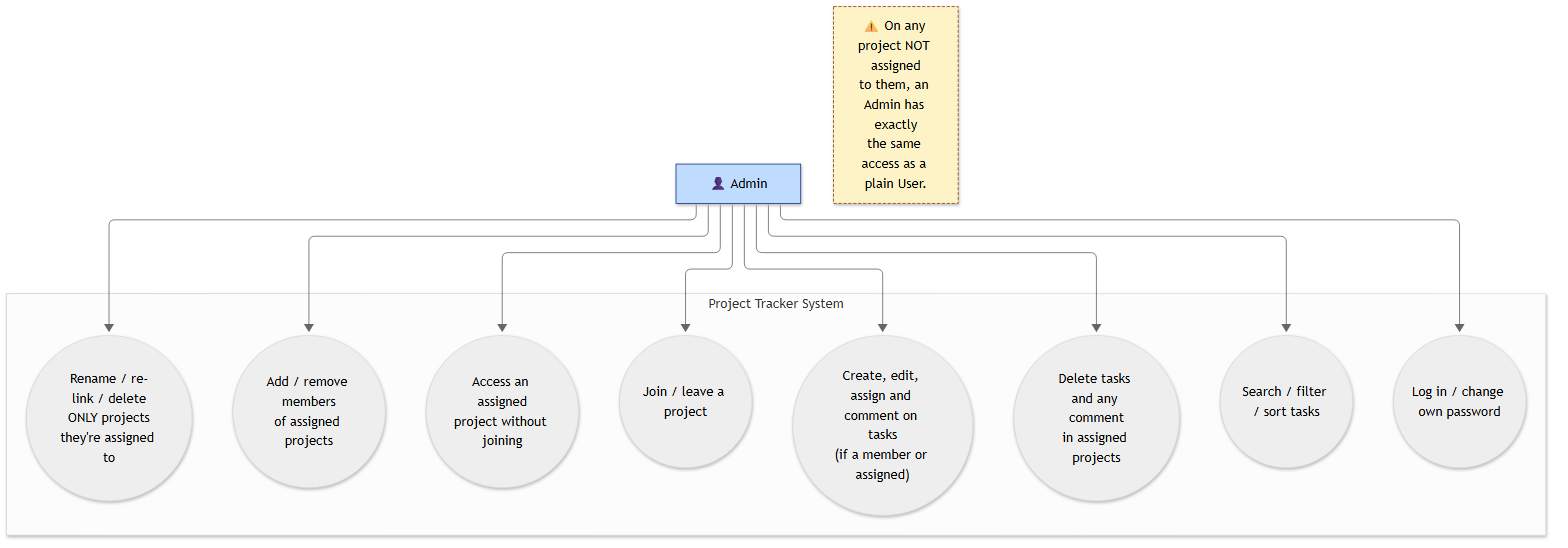 ⚠️ On any
project NOT
assigned
to them, an
Admin has
exactly
the same
access as a
plain User.
👤 Admin
Project Tracker System
Rename / re-
link / delete
ONLY projects
they're assigned
to
Add / remove
members
of assigned
projects
Access an
assigned
project without
joining
Join / leave a
project
Create, edit,
assign and
comment on
tasks
(if a member or
assigned)
Delete tasks
and any
comment
in assigned
projects
Search / filter
/ sort tasks
Log in / change
own password